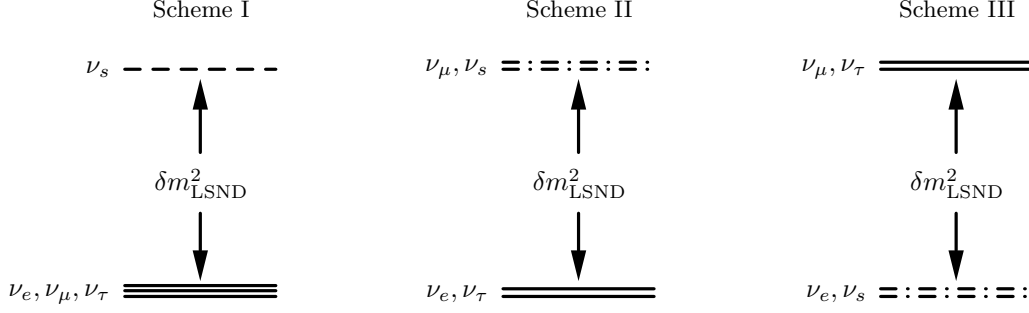 Scheme I Scheme II Scheme III
ν_s ν_μ, ν_s ν_μ, ν_τ
δm²_LSND δm²_LSND δm²_LSND
ν_e, ν_μ, ν_τ ν_e, ν_τ ν_e, ν_s